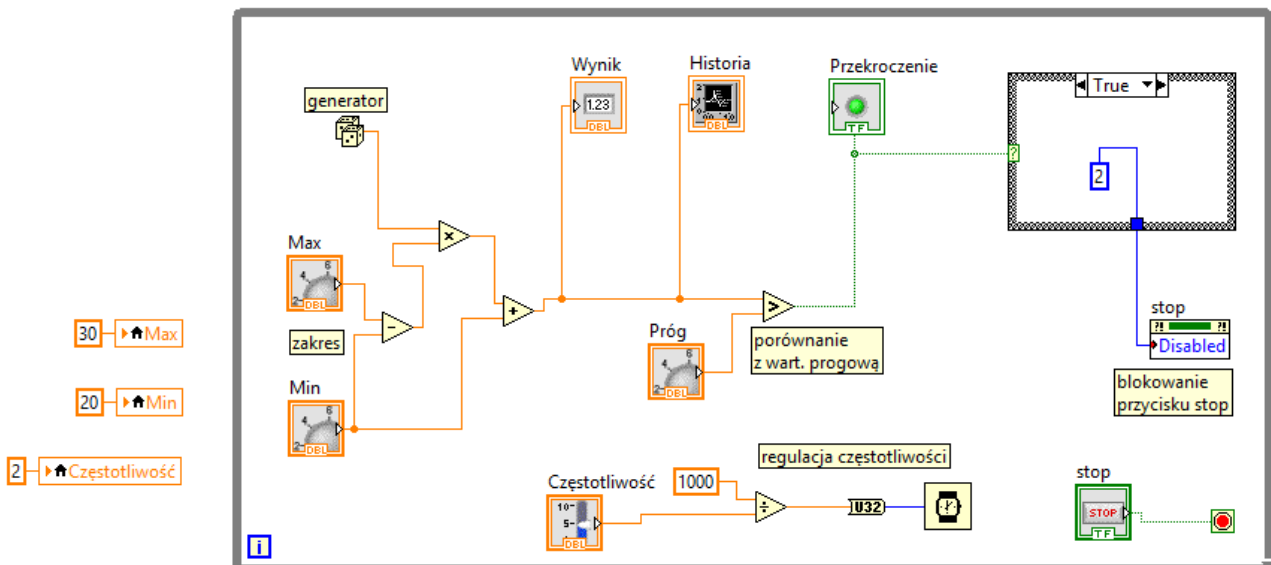 Wynik
Historia
Przekroczenie
True
generator
1.23
DBL
DBL
TF
?
2
Max
DBL
zakres
Min
DBL
30
Max
20
Min
2
Częstotliwość
Próg
DBL
porównanie
z wart. progową
stop
Disabled
blokowanie
przycisku stop
regulacja częstotliwości
Częstotliwość
1000
10
5
DBL
U32
stop
STOP
TF
i